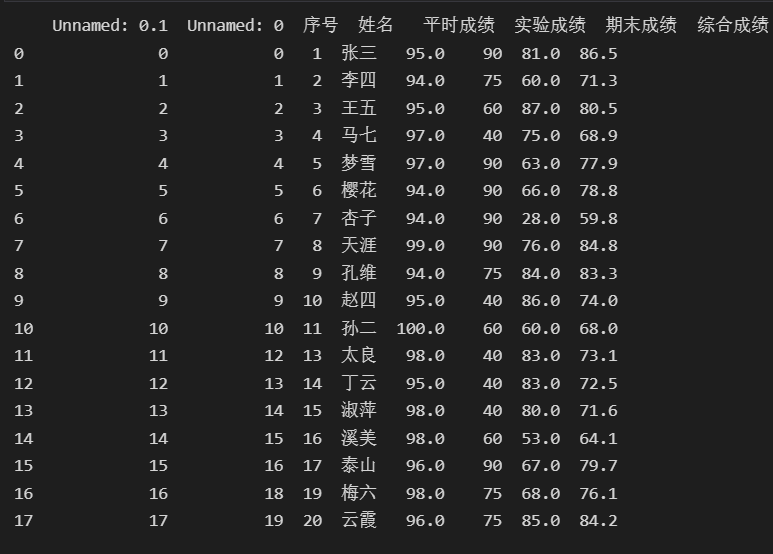 Unnamed: 0.1 Unnamed: 0 序号 姓名 平时成绩 实验成绩 期末成绩 综合成绩
0 0 0 1 张三 95.0 90 81.0 86.5
1 1 1 2 李四 94.0 75 60.0 71.3
2 2 2 3 王五 95.0 60 87.0 80.5
3 3 3 4 马七 97.0 40 75.0 68.9
4 4 4 5 梦雪 97.0 90 63.0 77.9
5 5 5 6 樱花 94.0 90 66.0 78.8
6 6 6 7 杏子 94.0 90 28.0 59.8
7 7 7 8 天涯 99.0 90 76.0 84.8
8 8 8 9 孔维 94.0 75 84.0 83.3
9 9 9 10 赵四 95.0 40 86.0 74.0
10 10 10 11 孙二 100.0 60 60.0 68.0
11 11 12 13 太良 98.0 40 83.0 73.1
12 12 13 14 丁云 95.0 40 83.0 72.5
13 13 14 15 淑萍 98.0 40 80.0 71.6
14 14 15 16 溪美 98.0 60 53.0 64.1
15 15 16 17 泰山 96.0 90 67.0 79.7
16 16 18 19 梅六 98.0 75 68.0 76.1
17 17 19 20 云霞 96.0 75 85.0 84.2